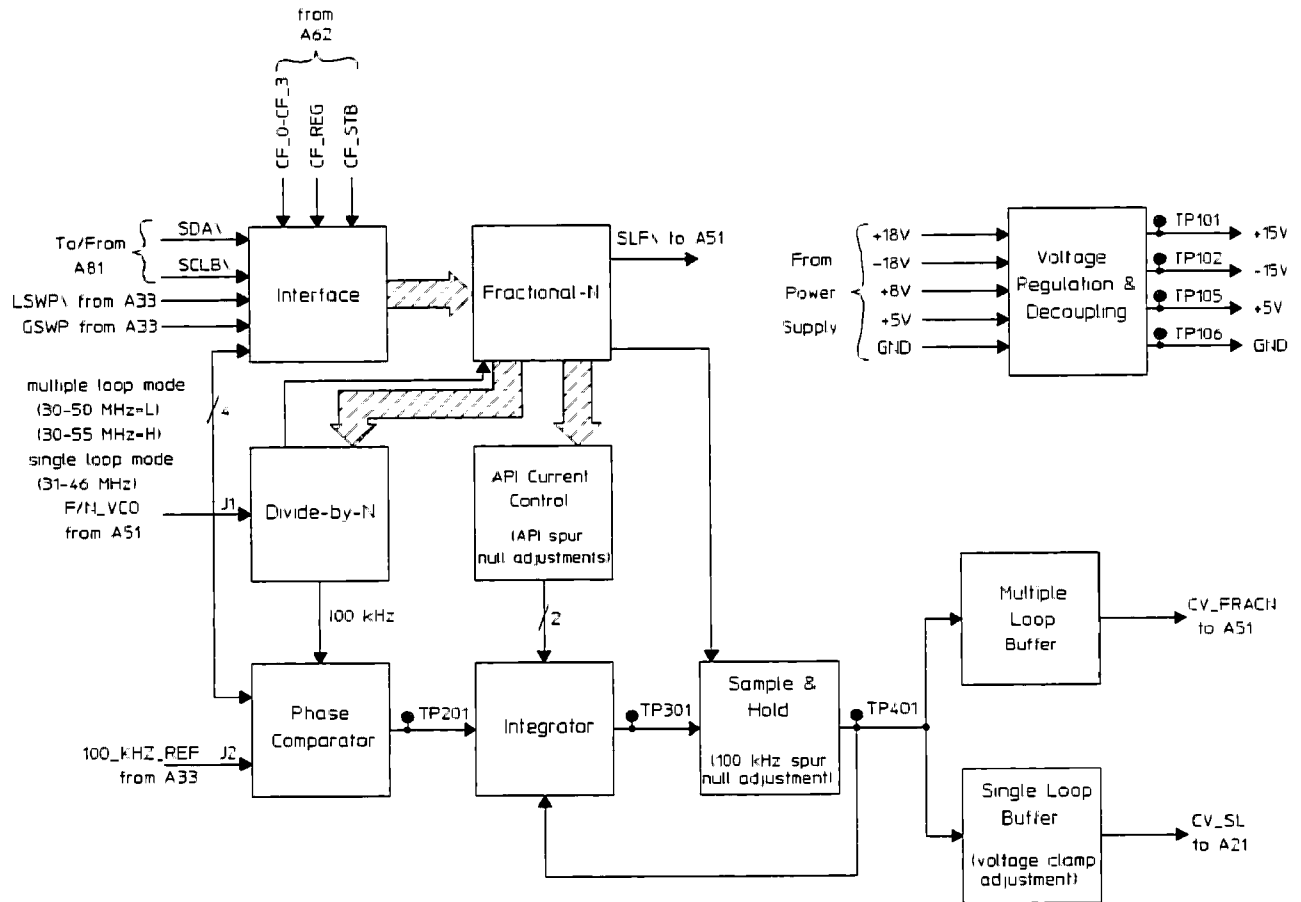 from
A62
CF_0-CF_3
CF_REG
CF_STB
To/From
A81
SDA\
SCLB\
LSWP\ from A33
GSWP from A33
Interface
Fractional-N
SLF\ to A51
From
Power
Supply
+18V
-18V
+8V
+5V
GND
Voltage
Regulation &
Decoupling
TP101
+15V
TP102
-15V
TP105
+5V
TP106
GND
multiple loop mode
(30-50 MHz=L)
(30-55 MHz=H)
single loop mode
(31-46 MHz)
F/N_VCO
from A51
4
J1
Divide-by-N
API Current
Control
(API spur
null adjustments)
100 kHz
2
100_KHZ_REF
from A33
J2
Phase
Comparator
TP201
Integrator
TP301
Sample &
Hold
(100 kHz spur
null adjustment)
TP401
Multiple
Loop
Buffer
CV_FRACN
to A51
Single Loop
Buffer
(voltage clamp
adjustment)
CV_SL
to A21